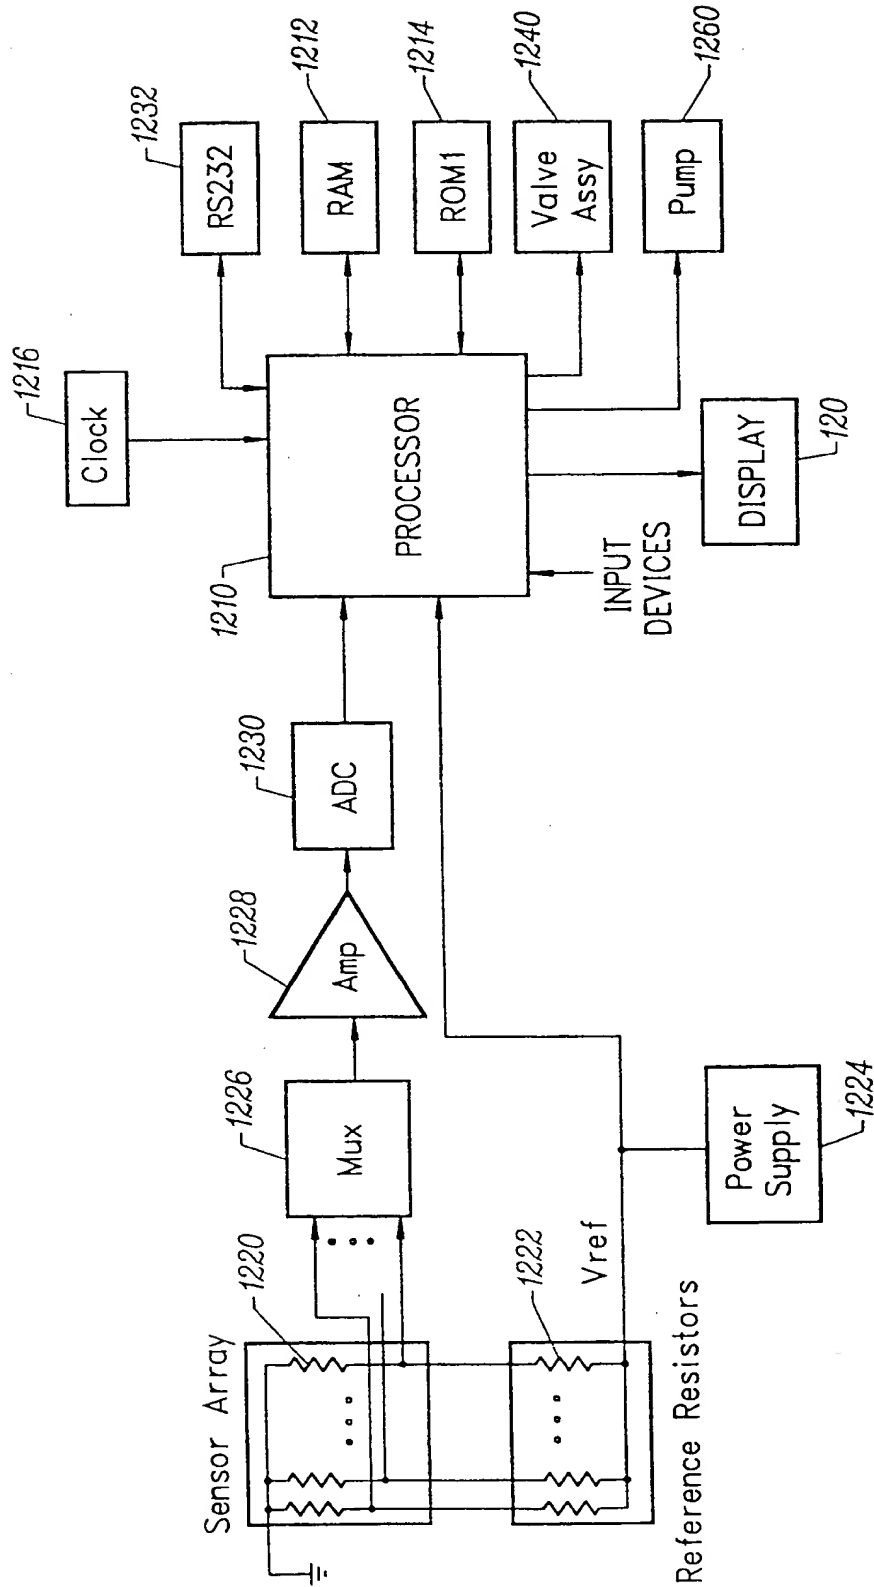 Sensor Array
1220
1222
Vref
Reference Resistors
Mux
1226
Power
Supply
1224
Amp
1228
ADC
1230
PROCESSOR
1210
INPUT
DEVICES
DISPLAY
120
Clock
1216
RS232
1232
RAM
1212
ROM1
1214
Valve
Assy
1240
Pump
1260